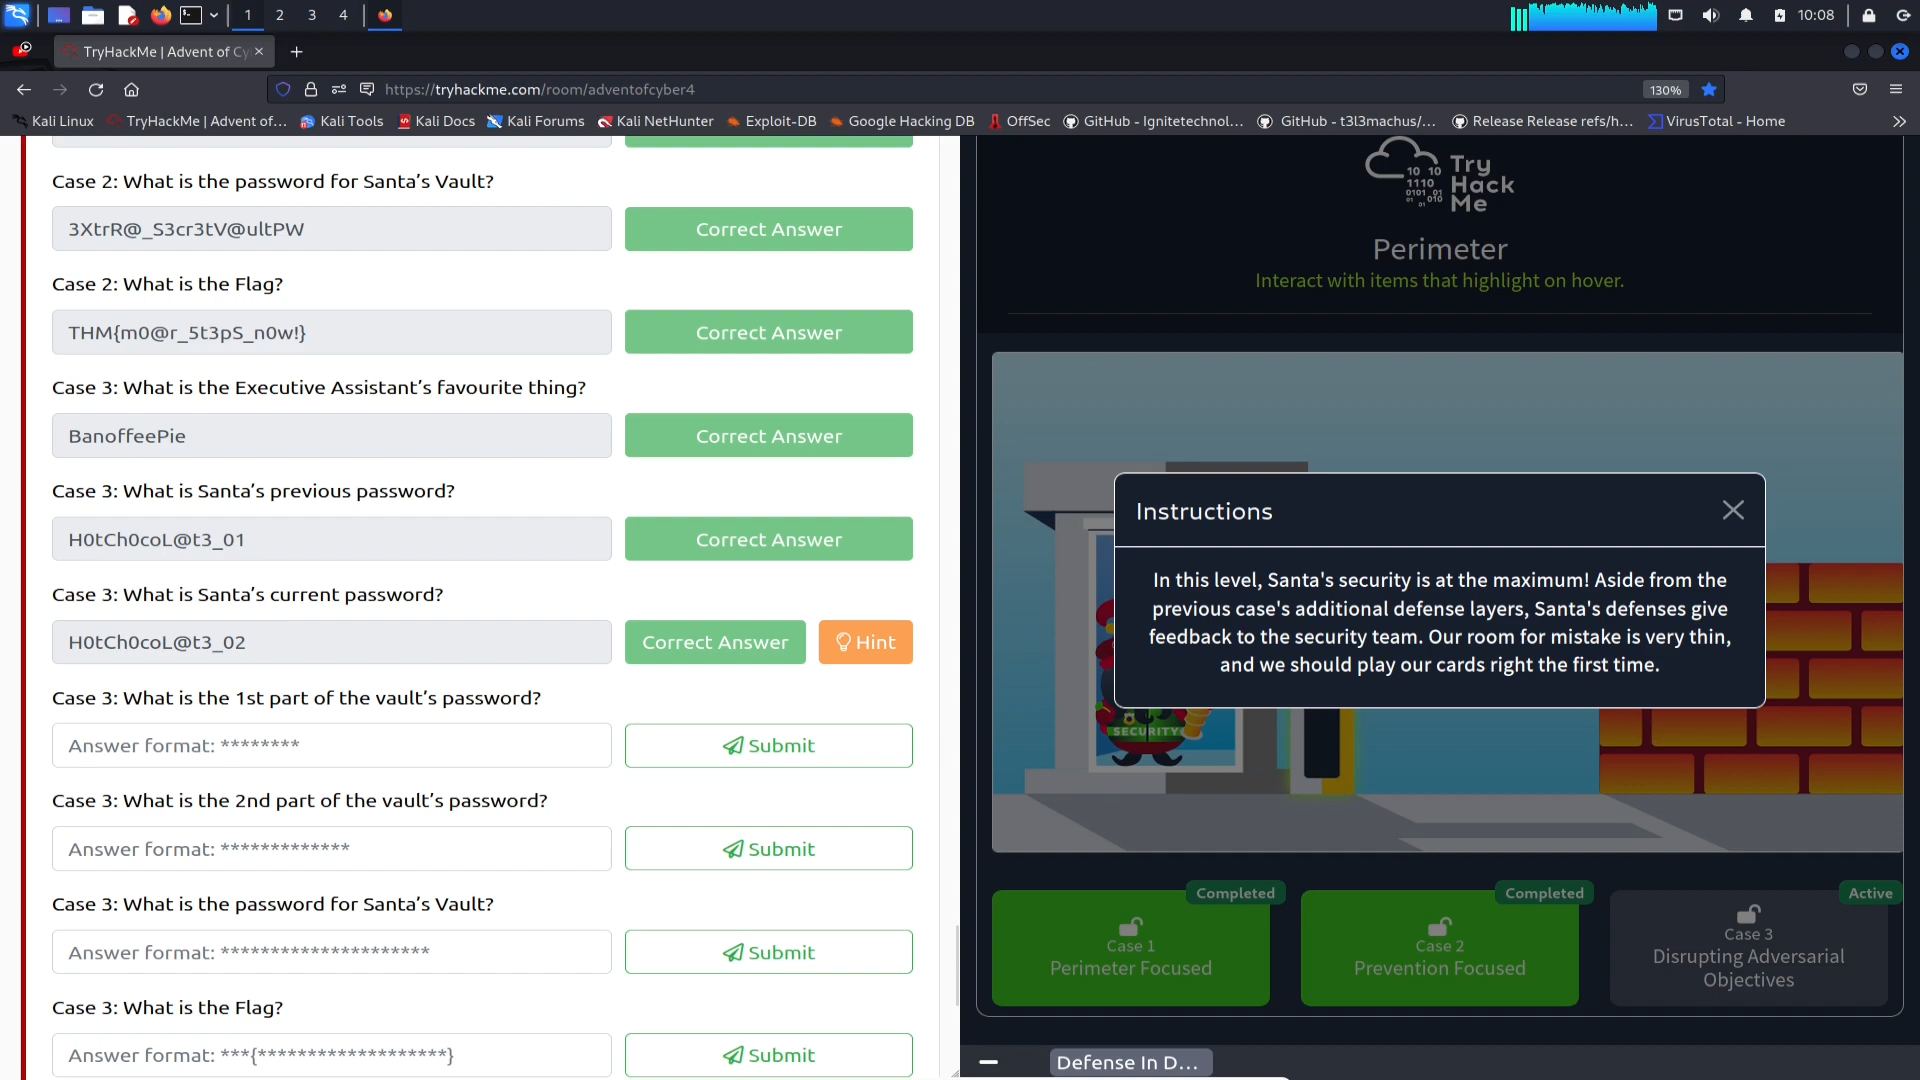 1 2 3 4
10:08
TryHackMe | Advent of Cy
https://tryhackme.com/room/adventofcyber4
130%
Kali Linux
TryHackMe | Advent of...
Kali Tools
Kali Docs
Kali Forums
Kali NetHunter
Exploit-DB
Google Hacking DB
OffSec
GitHub - Ignitetechnol...
GitHub - t3l3machus/...
Release Release refs/h...
VirusTotal - Home
Case 2: What is the password for Santa’s Vault?
3XtrR@_S3cr3tV@ultPW
Correct Answer
Case 2: What is the Flag?
THM{m0@r_5t3pS_n0w!}
Correct Answer
Case 3: What is the Executive Assistant’s favourite thing?
BanoffeePie
Correct Answer
Case 3: What is Santa’s previous password?
H0tCh0coL@t3_01
Correct Answer
Case 3: What is Santa’s current password?
H0tCh0coL@t3_02
Correct Answer
Hint
Case 3: What is the 1st part of the vault’s password?
Answer format: ********
Submit
Case 3: What is the 2nd part of the vault’s password?
Answer format: *************
Submit
Case 3: What is the password for Santa’s Vault?
Answer format: *********************
Submit
Case 3: What is the Flag?
Answer format: ***{*******************}
Submit
Try
Hack
Me
Perimeter
Interact with items that highlight on hover.
Instructions
In this level, Santa's security is at the maximum! Aside from the
previous case's additional defense layers, Santa's defenses give
feedback to the security team. Our room for mistake is very thin,
and we should play our cards right the first time.
SECURITY
Completed
Case 1
Perimeter Focused
Completed
Case 2
Prevention Focused
Active
Case 3
Disrupting Adversarial
Objectives
Defense In D...